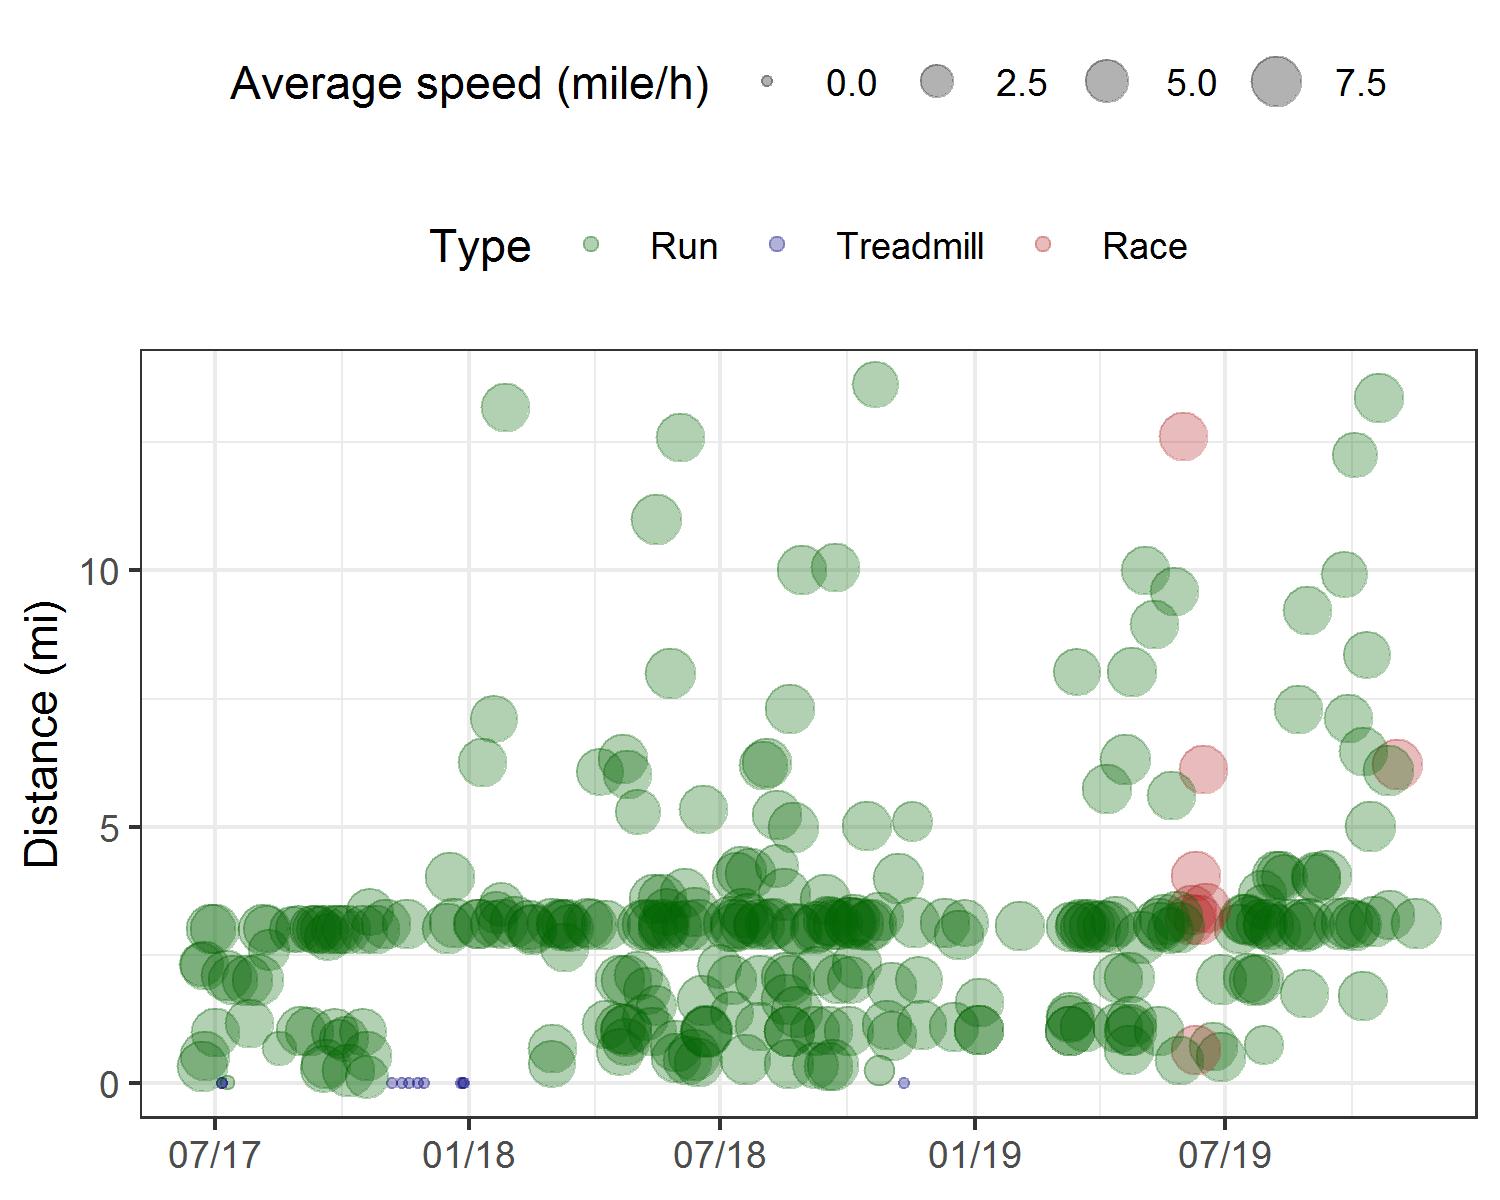 Average speed (mile/h) 0.0 2.5 5.0 7.5
Type Run Treadmill Race
Distance (mi)
10
5
0
07/17 01/18 07/18 01/19 07/19